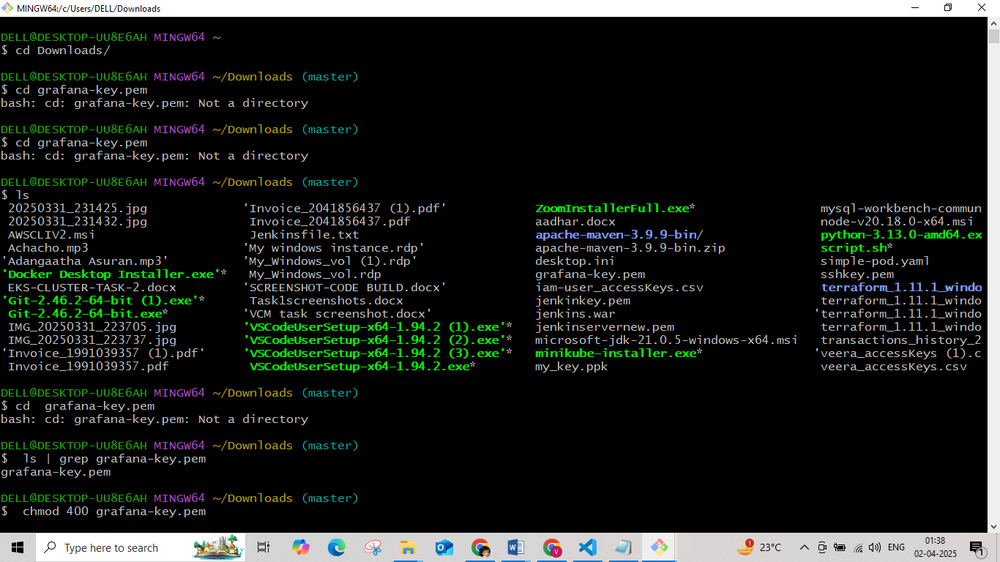 MINGW64:/c/Users/DELL/Downloads
DELL@DESKTOP-UU8E6AH MINGW64 ~
$ cd Downloads/
DELL@DESKTOP-UU8E6AH MINGW64 ~/Downloads (master)
$ cd grafana-key.pem
bash: cd: grafana-key.pem: Not a directory
DELL@DESKTOP-UU8E6AH MINGW64 ~/Downloads (master)
$ cd grafana-key.pem
bash: cd: grafana-key.pem: Not a directory
DELL@DESKTOP-UU8E6AH MINGW64 ~/Downloads (master)
$ ls
20250331_231425.jpg 'Invoice_2041856437 (1).pdf' ZoomInstallerFull.exe* mysql-workbench-commun
20250331_231432.jpg Invoice_2041856437.pdf aadhar.docx node-v20.18.0-x64.msi
AWSCLIV2.msi Jenkinsfile.txt apache-maven-3.9.9-bin/ python-3.13.0-amd64.ex
Achacho.mp3 'My windows instance.rdp' apache-maven-3.9.9-bin.zip script.sh*
'Adangaatha Asuran.mp3' 'My_Windows_vol (1).rdp' desktop.ini simple-pod.yaml
'Docker Desktop Installer.exe'* My_Windows_vol.rdp grafana-key.pem sshkey.pem
EKS-CLUSTER-TASK-2.docx 'SCREENSHOT-CODE BUILD.docx' iam-user_accessKeys.csv terraform_1.11.1_windo
'Git-2.46.2-64-bit (1).exe'* Task1screenshots.docx jenkinkey.pem terraform_1.11.1_windo
Git-2.46.2-64-bit.exe* 'VCM task screenshot.docx' jenkins.war 'terraform_1.11.1_windo
IMG_20250331_223705.jpg 'VSCodeUserSetup-x64-1.94.2 (1).exe'* jenkinservernew.pem terraform_1.11.1_windo
IMG_20250331_223737.jpg 'VSCodeUserSetup-x64-1.94.2 (2).exe'* microsoft-jdk-21.0.5-windows-x64.msi transactions_history_2
'Invoice_1991039357 (1).pdf' 'VSCodeUserSetup-x64-1.94.2 (3).exe'* minikube-installer.exe* 'veera_accessKeys (1).c
Invoice_1991039357.pdf VSCodeUserSetup-x64-1.94.2.exe* my_key.ppk veera_accessKeys.csv
DELL@DESKTOP-UU8E6AH MINGW64 ~/Downloads (master)
$ cd  grafana-key.pem
bash: cd: grafana-key.pem: Not a directory
DELL@DESKTOP-UU8E6AH MINGW64 ~/Downloads (master)
$  ls | grep grafana-key.pem
grafana-key.pem
DELL@DESKTOP-UU8E6AH MINGW64 ~/Downloads (master)
$  chmod 400 grafana-key.pem
Type here to search 1 23°C ENG 01:38
02-04-2025 1